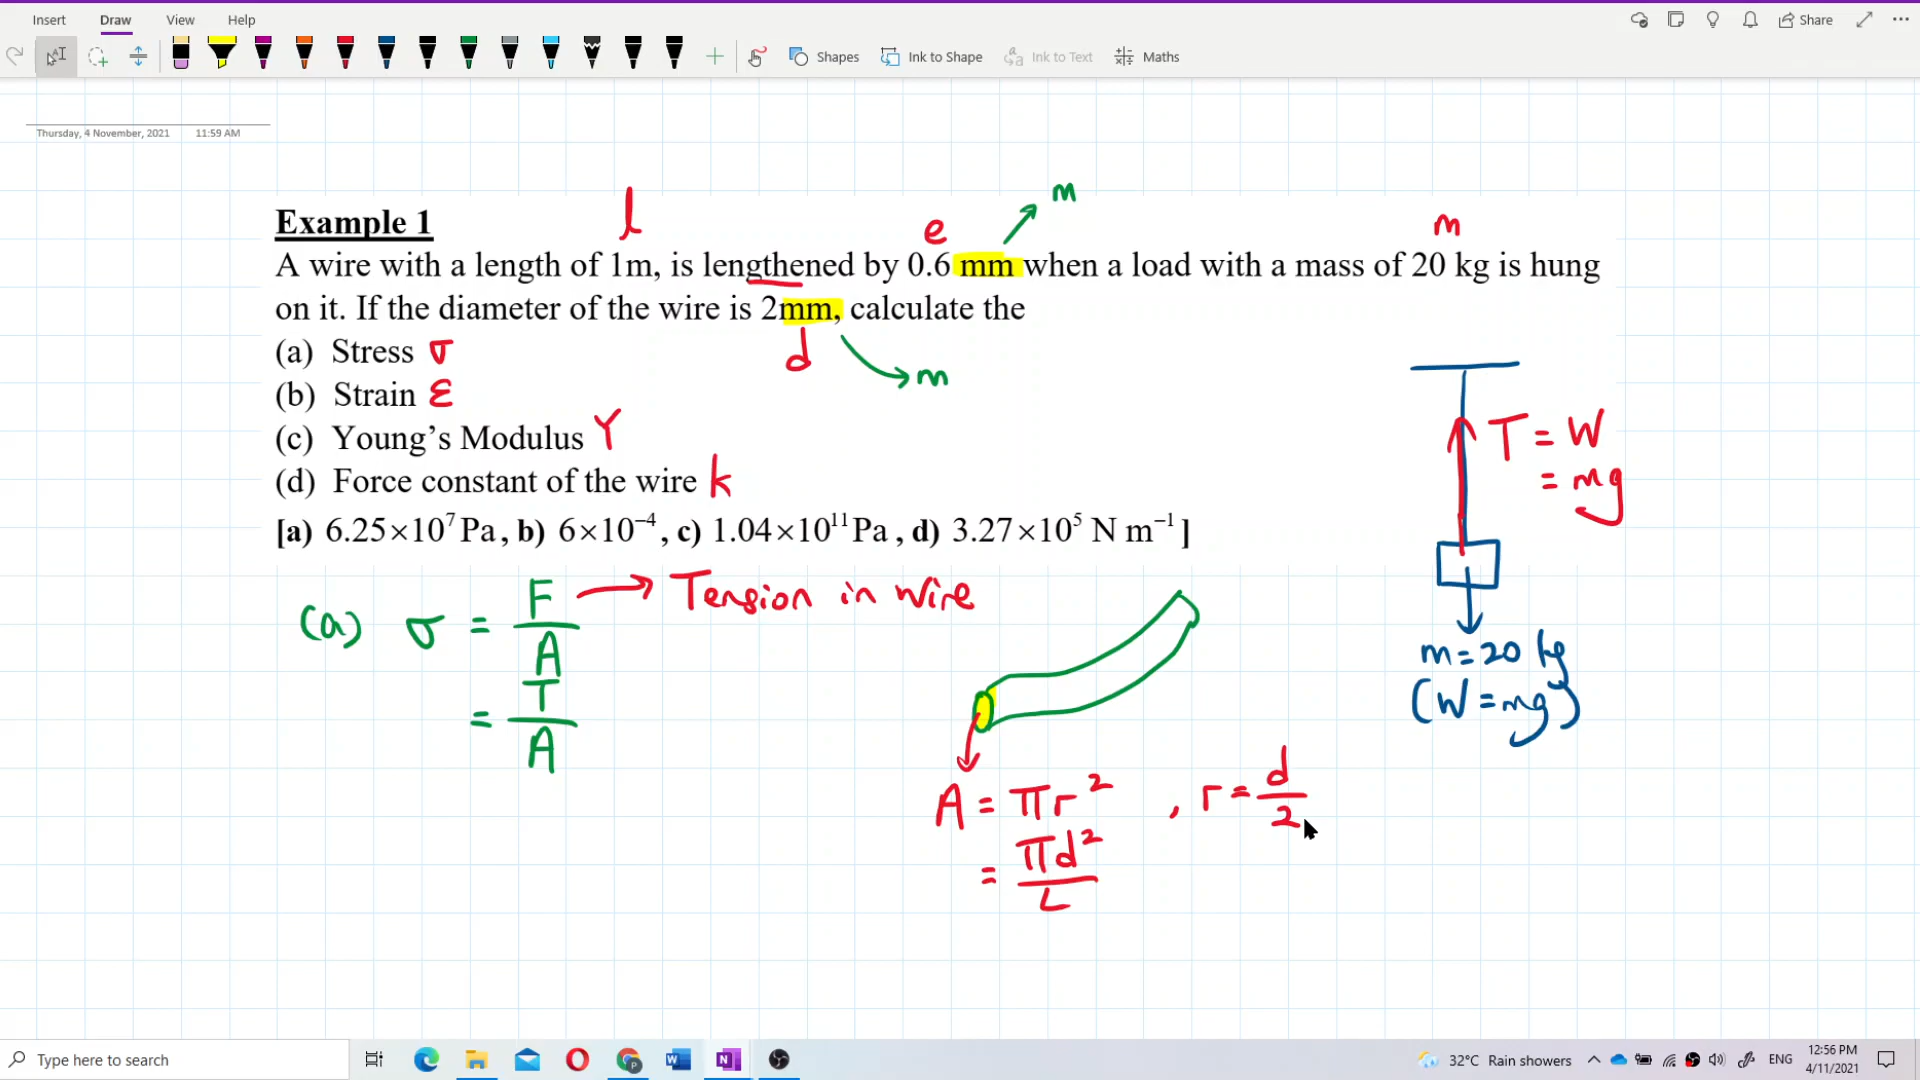 Insert Draw View Help
Share
Shapes Ink to Shape Ink to Text Maths
Thursday, 4 November, 2021 11:59 AM
l
e
m
m
Example 1
A wire with a length of 1m, is lengthened by 0.6 mm when a load with a mass of 20 kg is hung
on it. If the diameter of the wire is 2mm, calculate the
d
m
(a) Stress σ
(b) Strain ε
(c) Young's Modulus Y
(d) Force constant of the wire k
[a) 6.25×10⁷ Pa, b) 6×10⁻⁴, c) 1.04×10¹¹ Pa, d) 3.27×10⁵ N m⁻¹ ]
T = W
= mg
m = 20 kg
(W = mg)
(a) σ = F/A → Tension in wire
= T/A
A = πr² , r = d/2
= πd²/L
Type here to search
32°C Rain showers
ENG
12:56 PM
4/11/2021